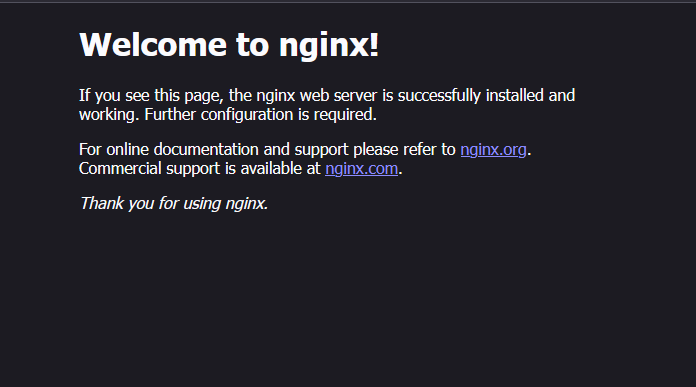 Welcome to nginx!
If you see this page, the nginx web server is successfully installed and
working. Further configuration is required.
For online documentation and support please refer to nginx.org.
Commercial support is available at nginx.com.
Thank you for using nginx.